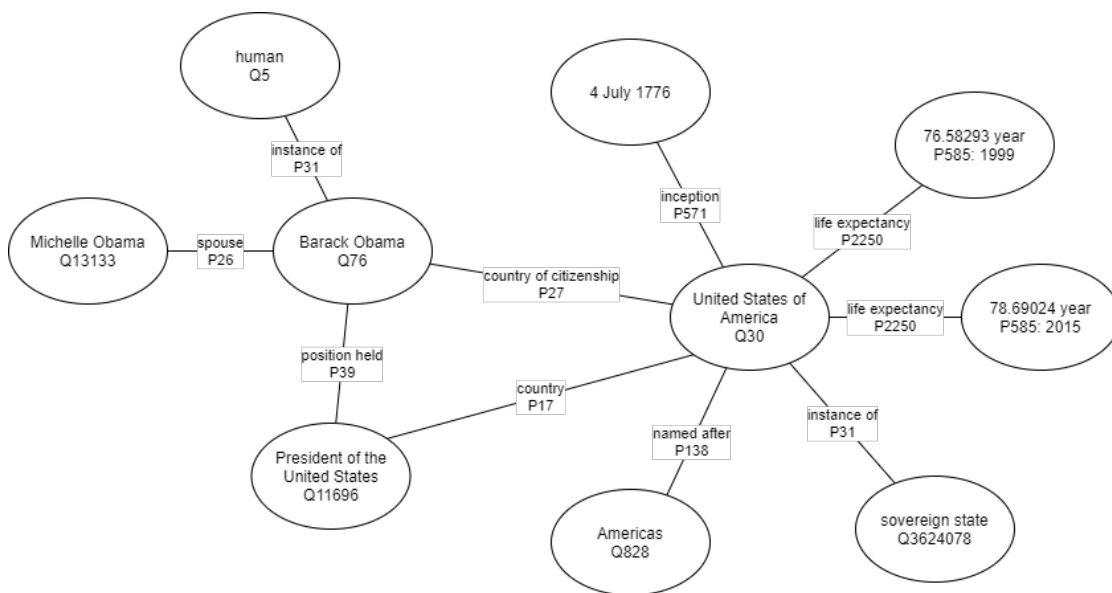 human
Q5
4 July 1776
76.58293 year
P585: 1999
instance of
P31
inception
P571
life expectancy
P2250
Michelle Obama
Q13133
spouse
P26
Barack Obama
Q76
country of citizenship
P27
United States of
America
Q30
life expectancy
P2250
78.69024 year
P585: 2015
position held
P39
country
P17
instance of
P31
named after
P138
President of the
United States
Q11696
Americas
Q828
sovereign state
Q3624078